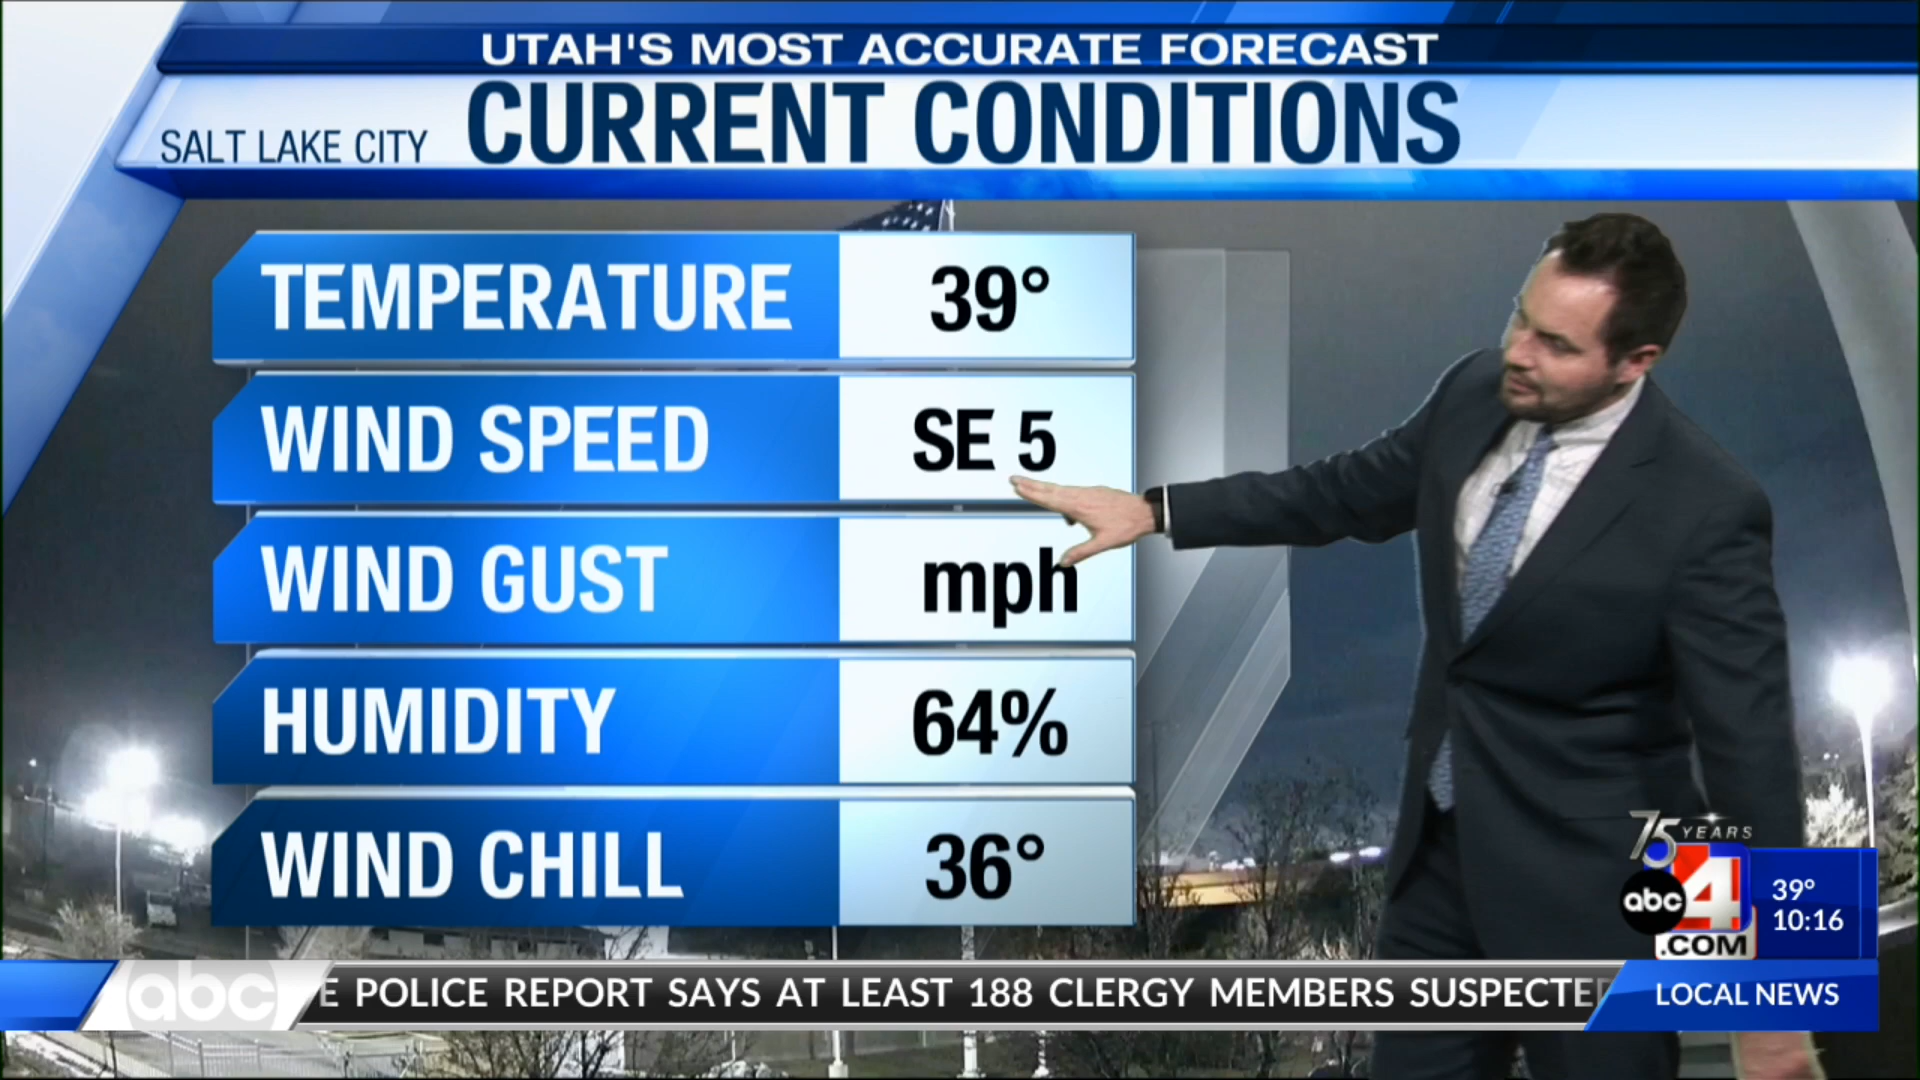 UTAH'S MOST ACCURATE FORECAST
SALT LAKE CITY CURRENT CONDITIONS
TEMPERATURE 39°
WIND SPEED SE 5
WIND GUST mph
HUMIDITY 64%
WIND CHILL 36°
75 YEARS
abc 4
.COM
39°
10:16
abc E POLICE REPORT SAYS AT LEAST 188 CLERGY MEMBERS SUSPECTED
LOCAL NEWS